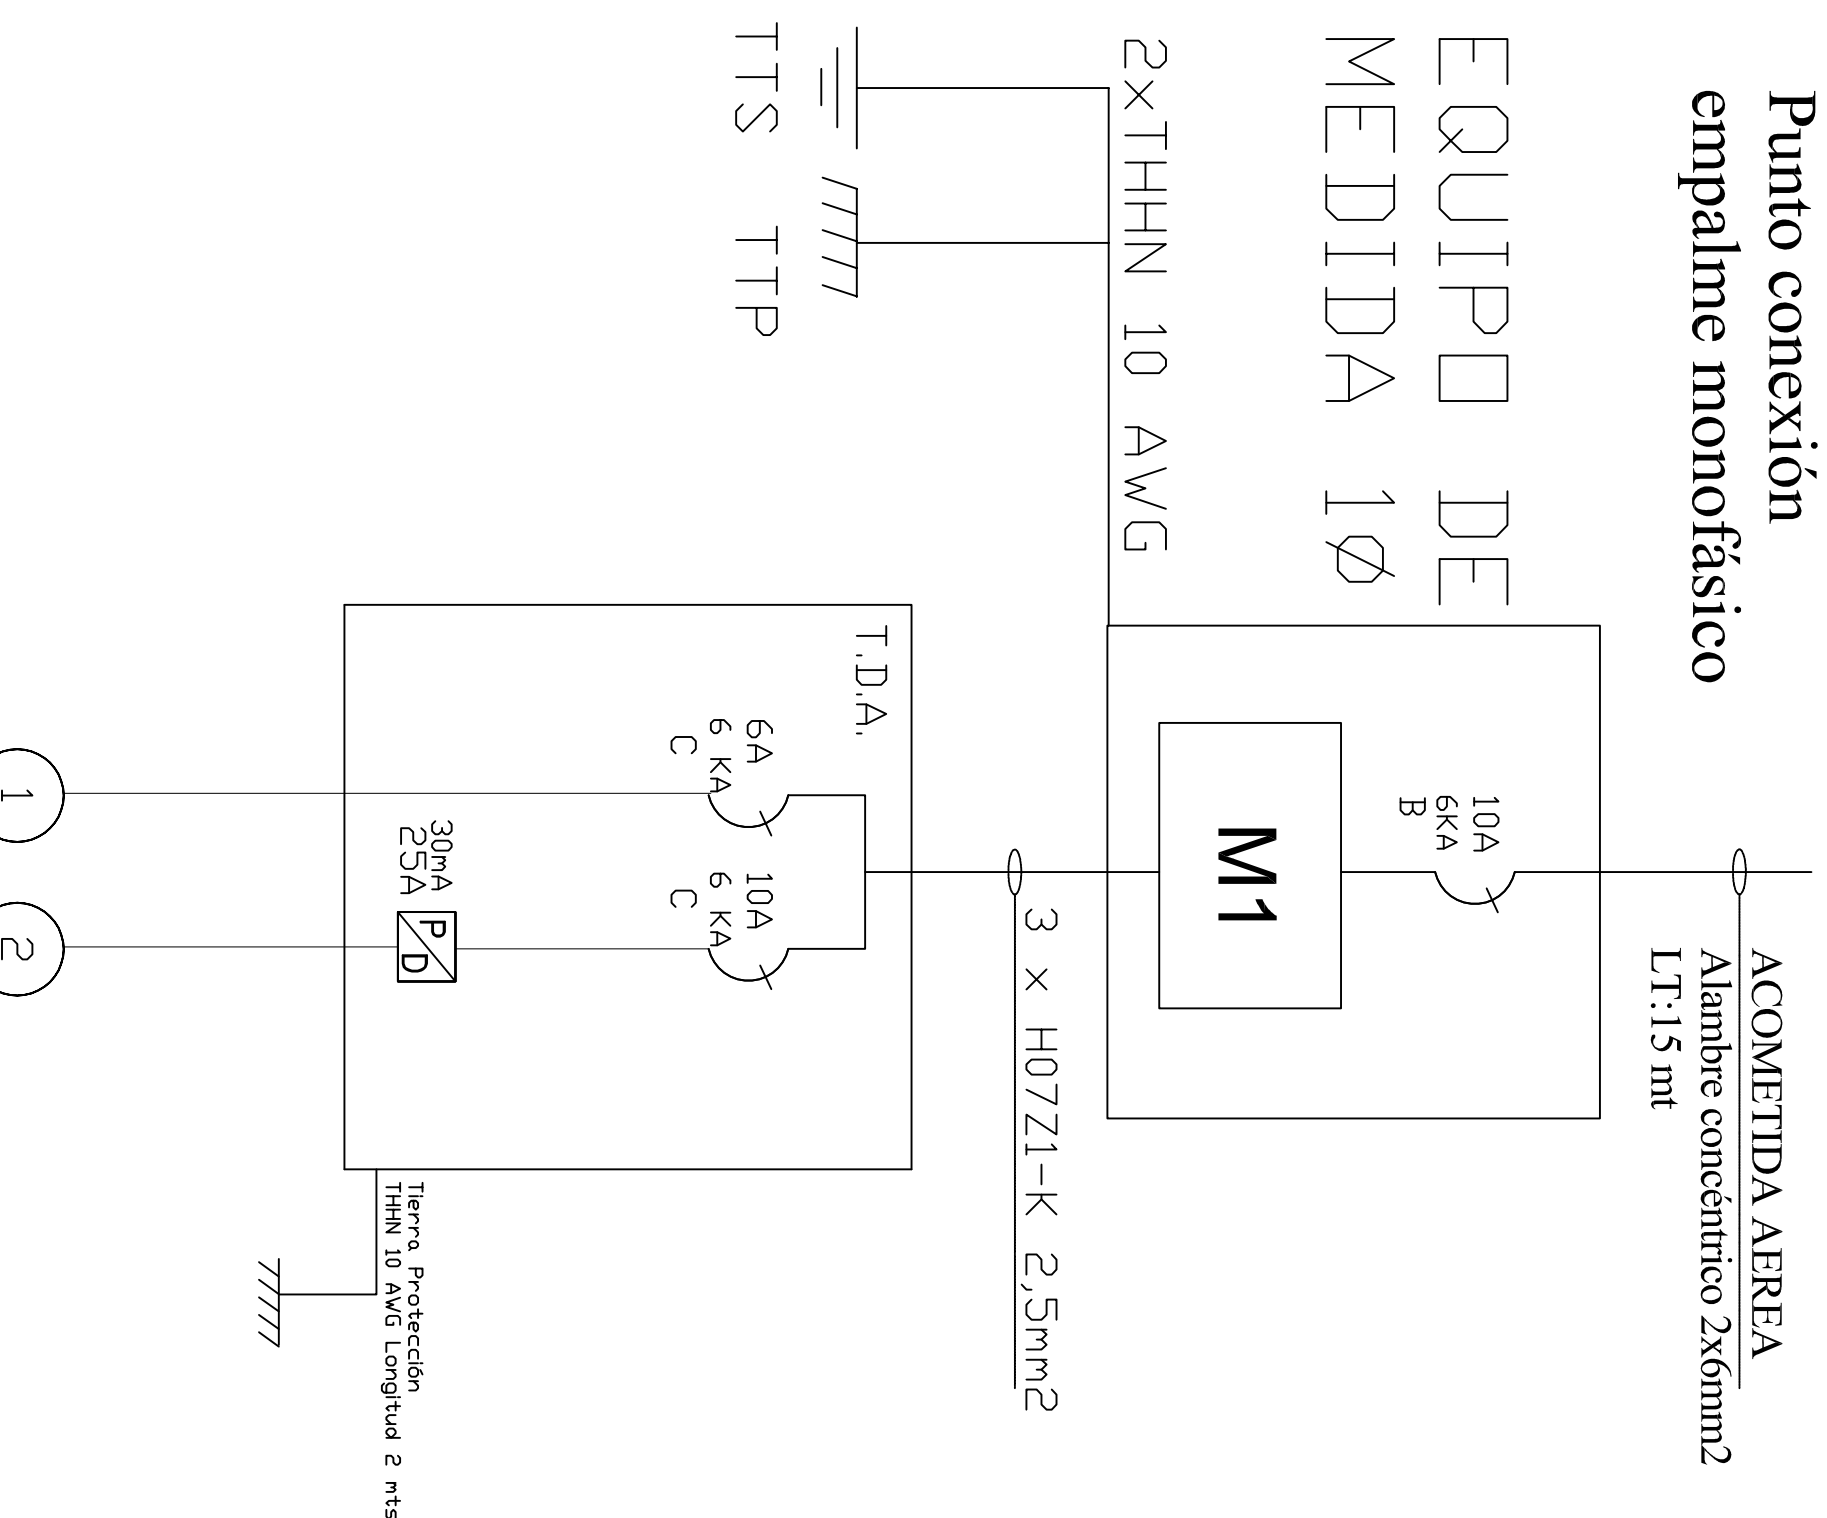 Punto conexión
empalme monofásico
ACOMETIDA AEREA
Alambre concéntrico 2x6mm2
LT:15 mt
EQUIPO DE
MEDIDA 1Ø
10A
6KA
B
M1
2xTHHN 10 AWG
3 x H07Z1-K 2,5mm2
TTS TTP
T.D.A.
6A
6 KA
C
10A
6 KA
C
30mA
25A
P/D
Tierra Protección
THHN 10 AWG Longitud 2 mts
1
2